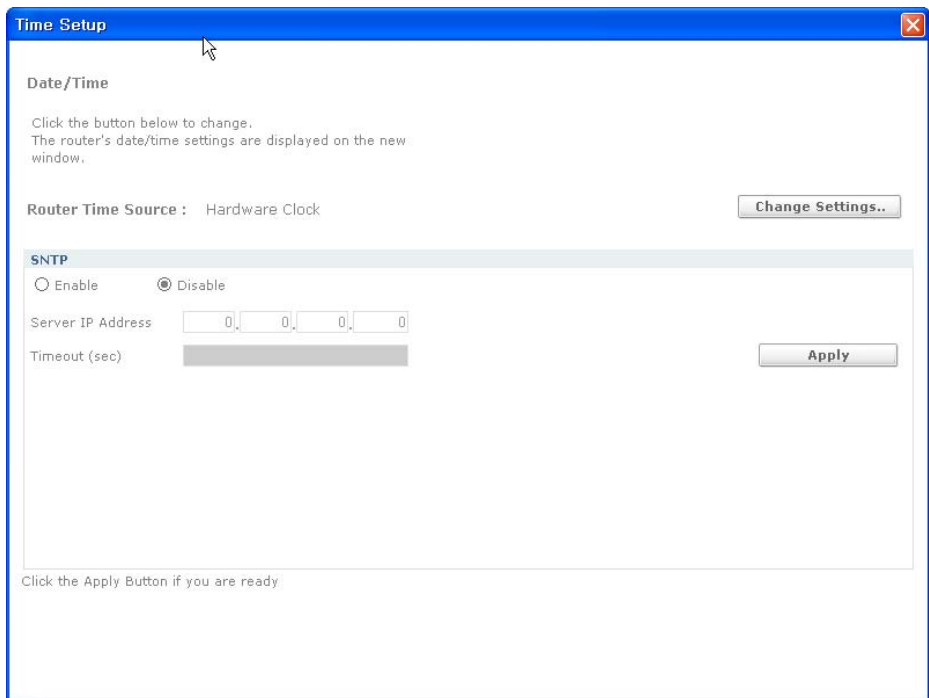 Time Setup
Date/Time
Click the button below to change.
The router's date/time settings are displayed on the new
window.
Router Time Source : Hardware Clock
Change Settings..
SNTP
Enable Disable
Server IP Address 0. 0. 0. 0
Timeout (sec)
Apply
Click the Apply Button if you are ready